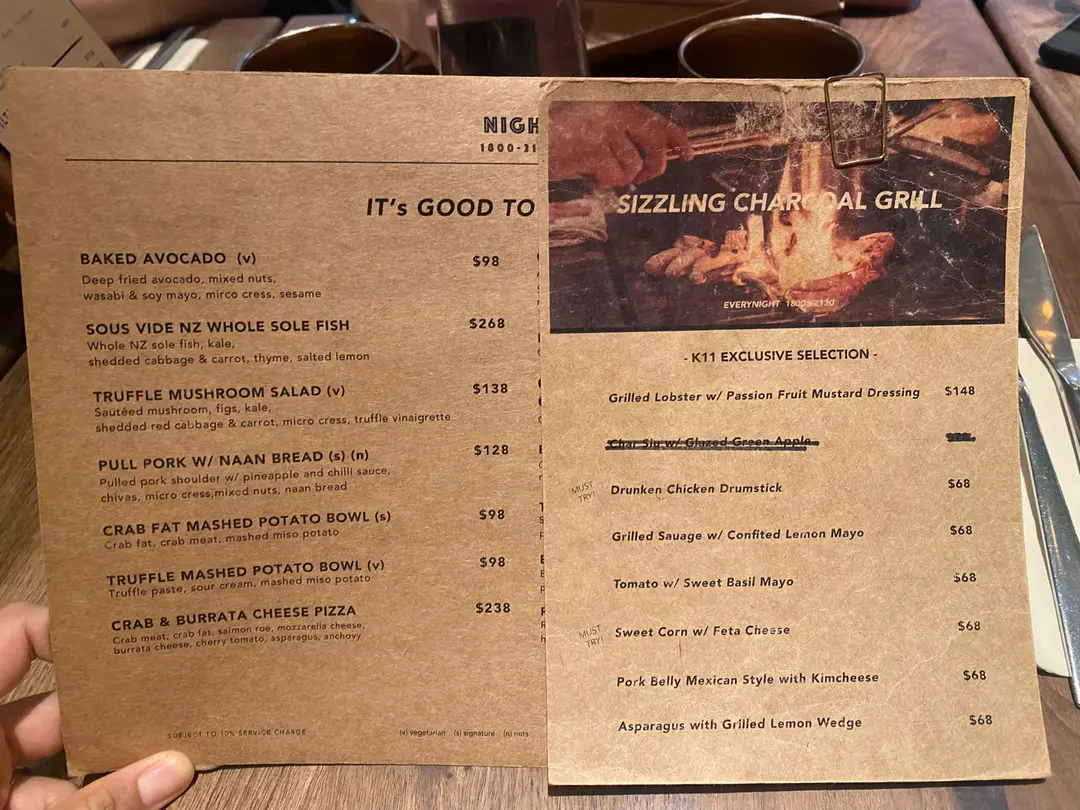 NIGH
1800-21
IT's GOOD TO
BAKED AVOCADO (v) $98
Deep fried avocado, mixed nuts,
wasabi & soy mayo, mirco cress, sesame
SOUS VIDE NZ WHOLE SOLE FISH $268
Whole NZ sole fish, kale,
shedded cabbage & carrot, thyme, salted lemon
TRUFFLE MUSHROOM SALAD (v) $138
Sautéed mushroom, figs, kale,
shedded red cabbage & carrot, micro cress, truffle vinaigrette
PULL PORK W/ NAAN BREAD (s) (n) $128
Pulled pork shoulder w/ pineapple and chilli sauce,
chivas, micro cress,mixed nuts, naan bread
CRAB FAT MASHED POTATO BOWL (s) $98
Crab fat, crab meat, mashed miso potato
TRUFFLE MASHED POTATO BOWL (v) $98
Truffle paste, sour cream, mashed miso potato
CRAB & BURRATA CHEESE PIZZA $238
Crab meat, crab fat, salmon roe, mozzarella cheese,
burrata cheese, cherry tomato, asparagus, anchovy
SUBJECT TO 10% SERVICE CHARGE
(v) vegetarian (s) signature (n) nuts
SIZZLING CHARCOAL GRILL
EVERYNIGHT 1800-2130
- K11 EXCLUSIVE SELECTION -
Grilled Lobster w/ Passion Fruit Mustard Dressing $148
Char Siu w/ Glazed Green Apple
MUST TRY! Drunken Chicken Drumstick $68
Grilled Sauage w/ Confited Lemon Mayo $68
Tomato w/ Sweet Basil Mayo $68
MUST TRY! Sweet Corn w/ Feta Cheese $68
Pork Belly Mexican Style with Kimcheese $68
Asparagus with Grilled Lemon Wedge $68